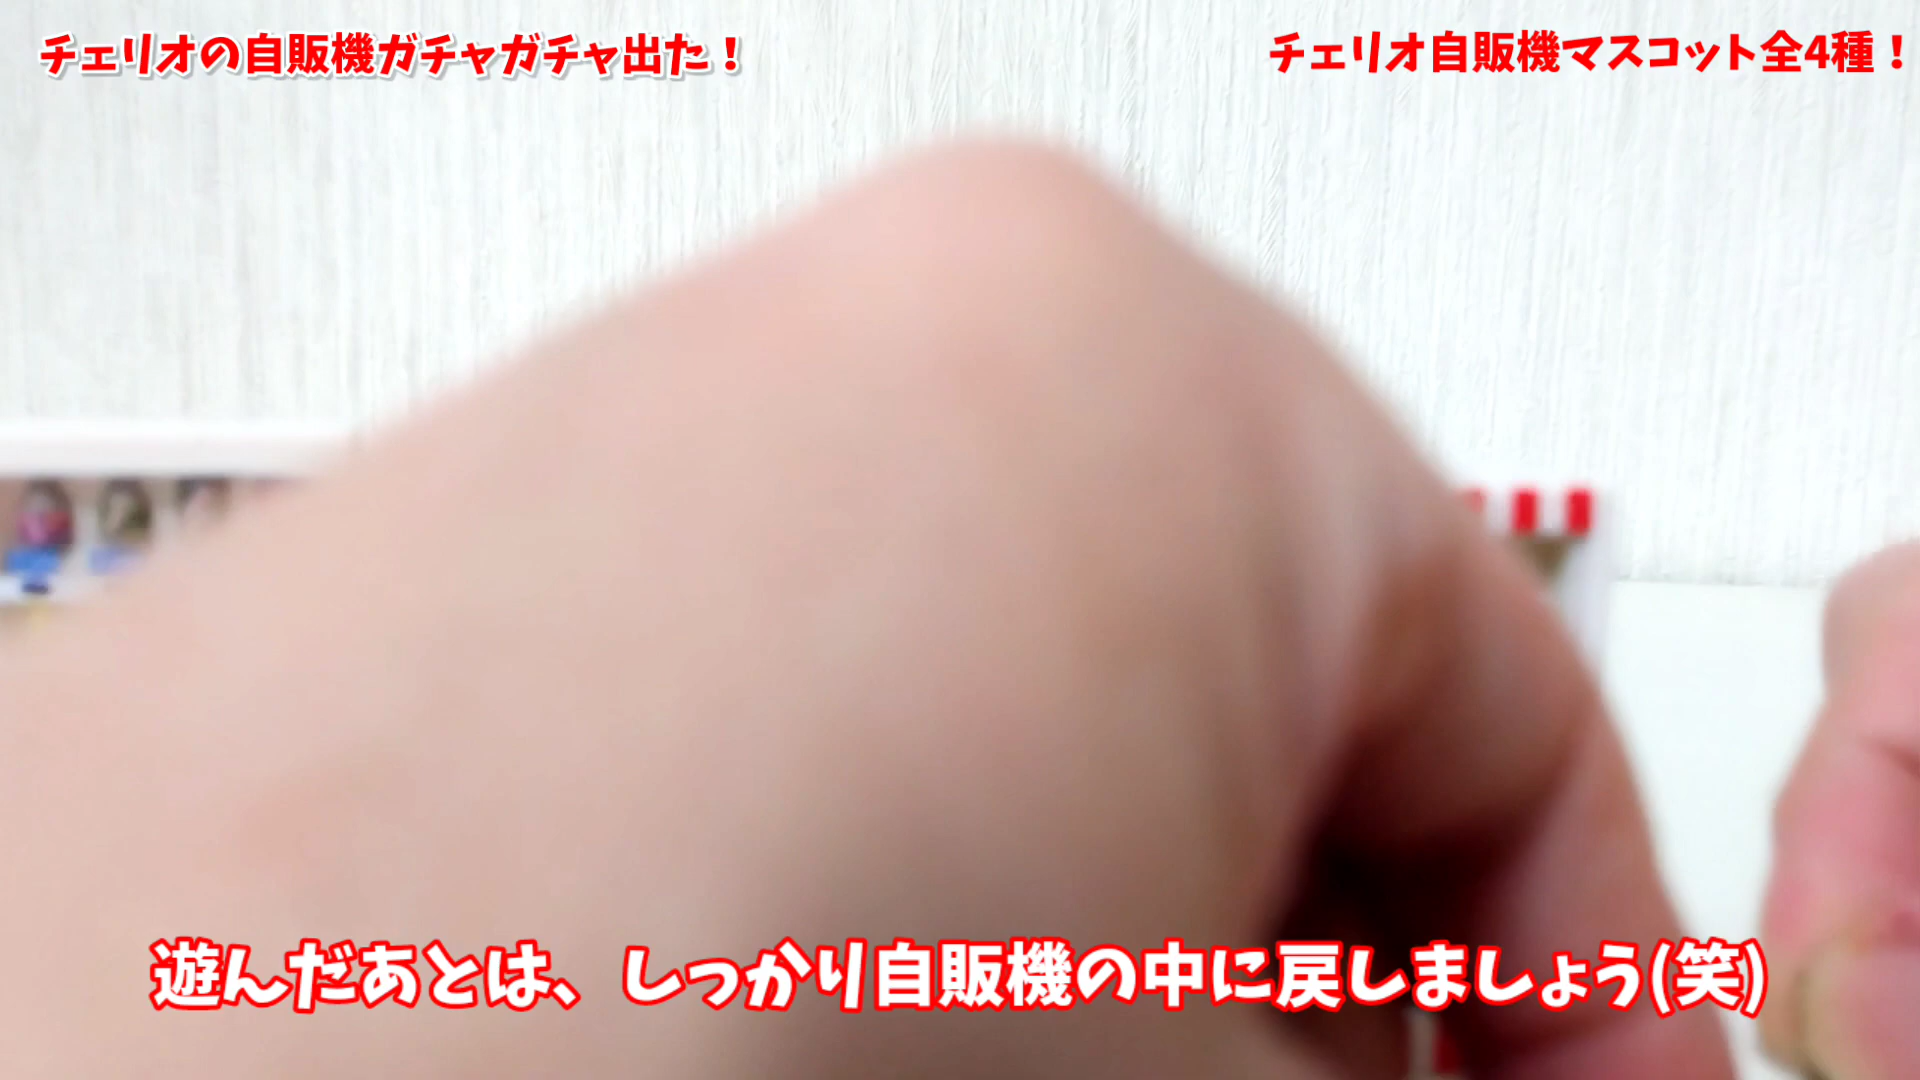 チェリオの自販機ガチャガチャ出た！
チェリオ自販機マスコット全4種！
遊んだあとは、しっかり自販機の中に戻しましょう(笑)